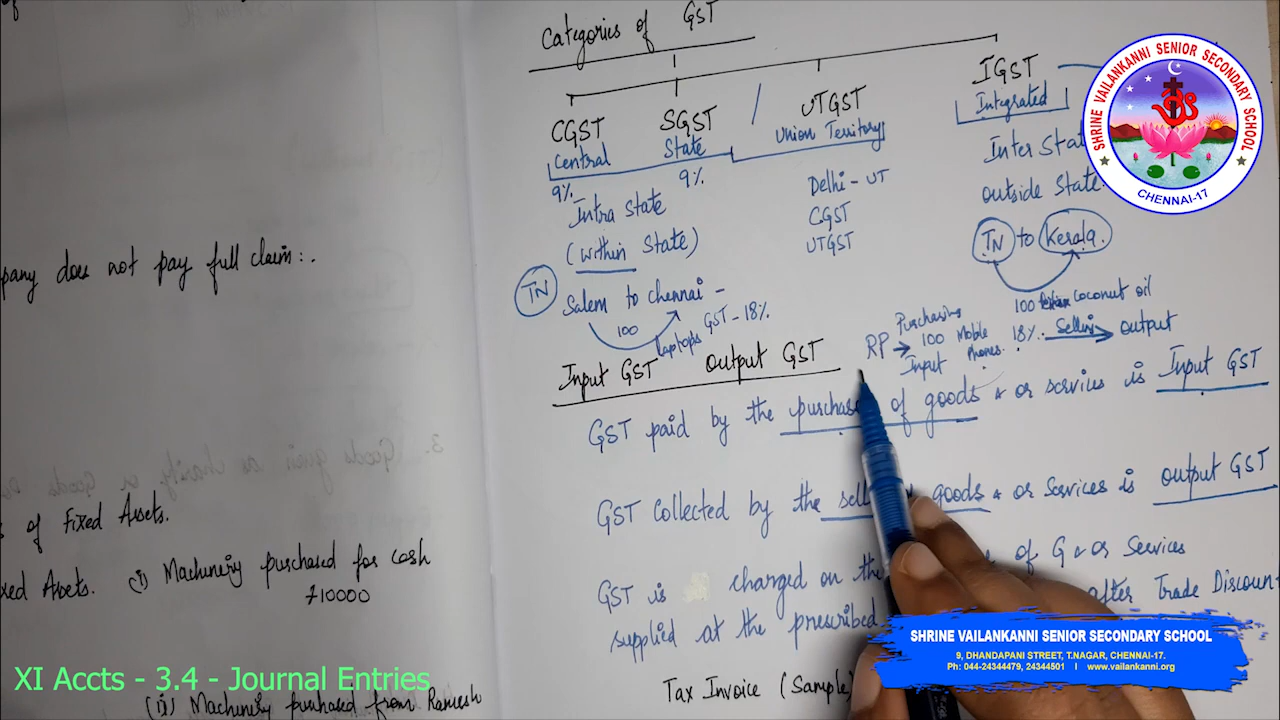 Categories of GST
CGST SGST / UTGST IGST
Central State Union Territory Integrated
9% 9% Delhi - UT Inter State
Intra State CGST outside State.
(within State) UTGST TN to Kerala.
TN Salem to chennai -
100 laptops GST - 18%
100 coconut oil
RP → Purchasing 100 Mobile Phones. 18%. Selling → output
Input
Input GST Output GST
GST paid by the purchase of goods & or services is Input GST
GST Collected by the goods & or Services is output GST
GST is charged on the of G & or Services
supplied at the prescribed after Trade Discoun
Tax Invoice (Sample)
pany does not pay full claim:.
3. Goods given as charity
s of Fixed Assets.
xed Assets. (i) Machinery purchased for cash
₹10000
(ii) Machinery purchased from Ramesh
XI Accts - 3.4 - Journal Entries
SHRINE VAILANKANNI SENIOR SECONDARY SCHOOL
CHENNAI-17
SHRINE VAILANKANNI SENIOR SECONDARY SCHOOL
9, DHANDAPANI STREET, T.NAGAR, CHENNAI-17.
Ph: 044-24344479, 24344501 I www.vailankanni.org